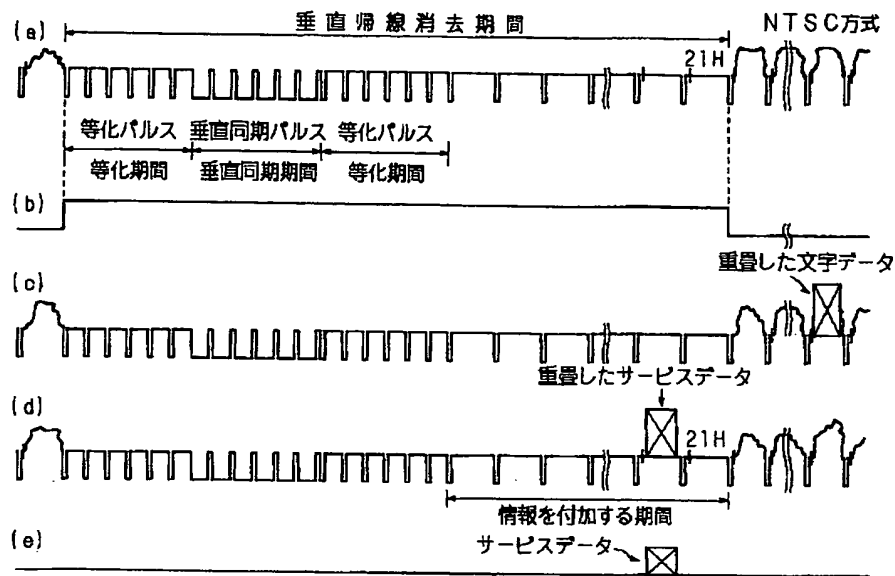 (a)
垂直帰線消去期間
NTSC方式
21H
等化パルス 垂直同期パルス 等化パルス
等化期間 垂直同期期間 等化期間
(b)
重畳した文字データ
(c)
重畳したサービスデータ
(d)
21H
情報を付加する期間
(e)
サービスデータ